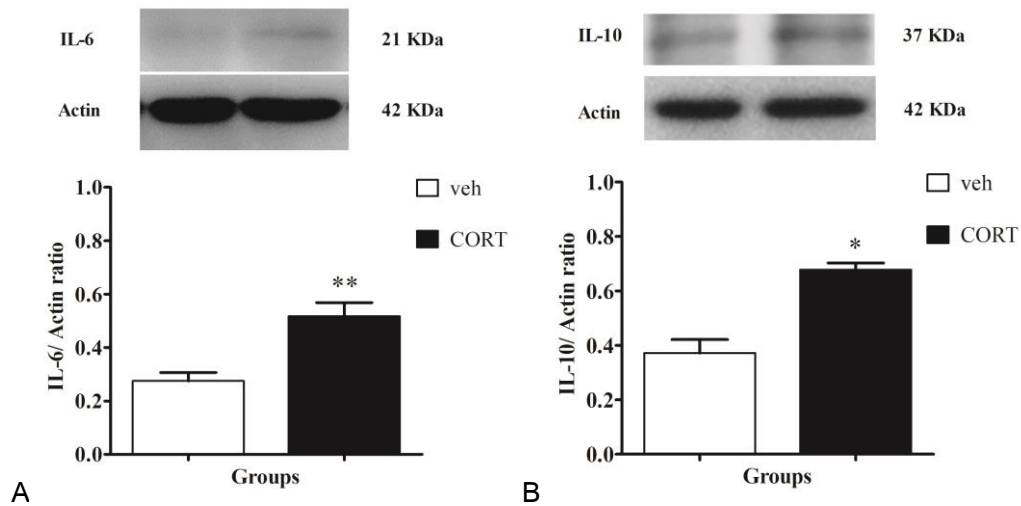 A
IL-6 21 KDa
Actin 42 KDa
veh
CORT
IL-6/ Actin ratio
1.0
0.8
0.6
0.4
0.2
0.0
**
Groups
B
IL-10 37 KDa
Actin 42 KDa
veh
CORT
IL-10/ Actin ratio
1.0
0.8
0.6
0.4
0.2
0.0
*
Groups